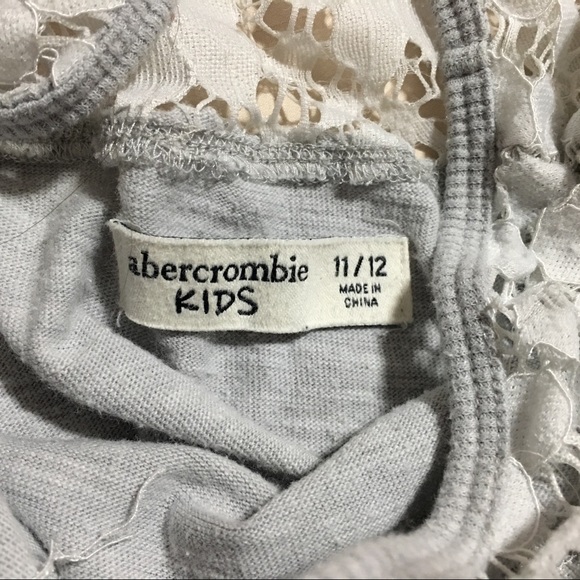 abercrombie
KIDS
11/12
MADE IN
CHINA